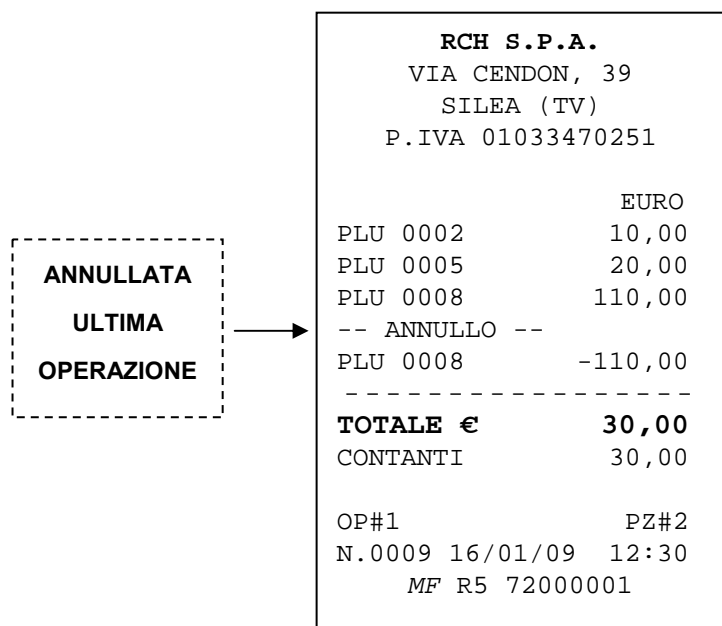 ANNULLATA
ULTIMA
OPERAZIONE
RCH S.P.A.
VIA CENDON, 39
SILEA (TV)
P.IVA 01033470251
EURO
PLU 0002 10,00
PLU 0005 20,00
PLU 0008 110,00
-- ANNULLO --
PLU 0008 -110,00
- - - - - - - - - - - - - - - - -
TOTALE € 30,00
CONTANTI 30,00
OP#1 PZ#2
N.0009 16/01/09 12:30
MF R5 72000001